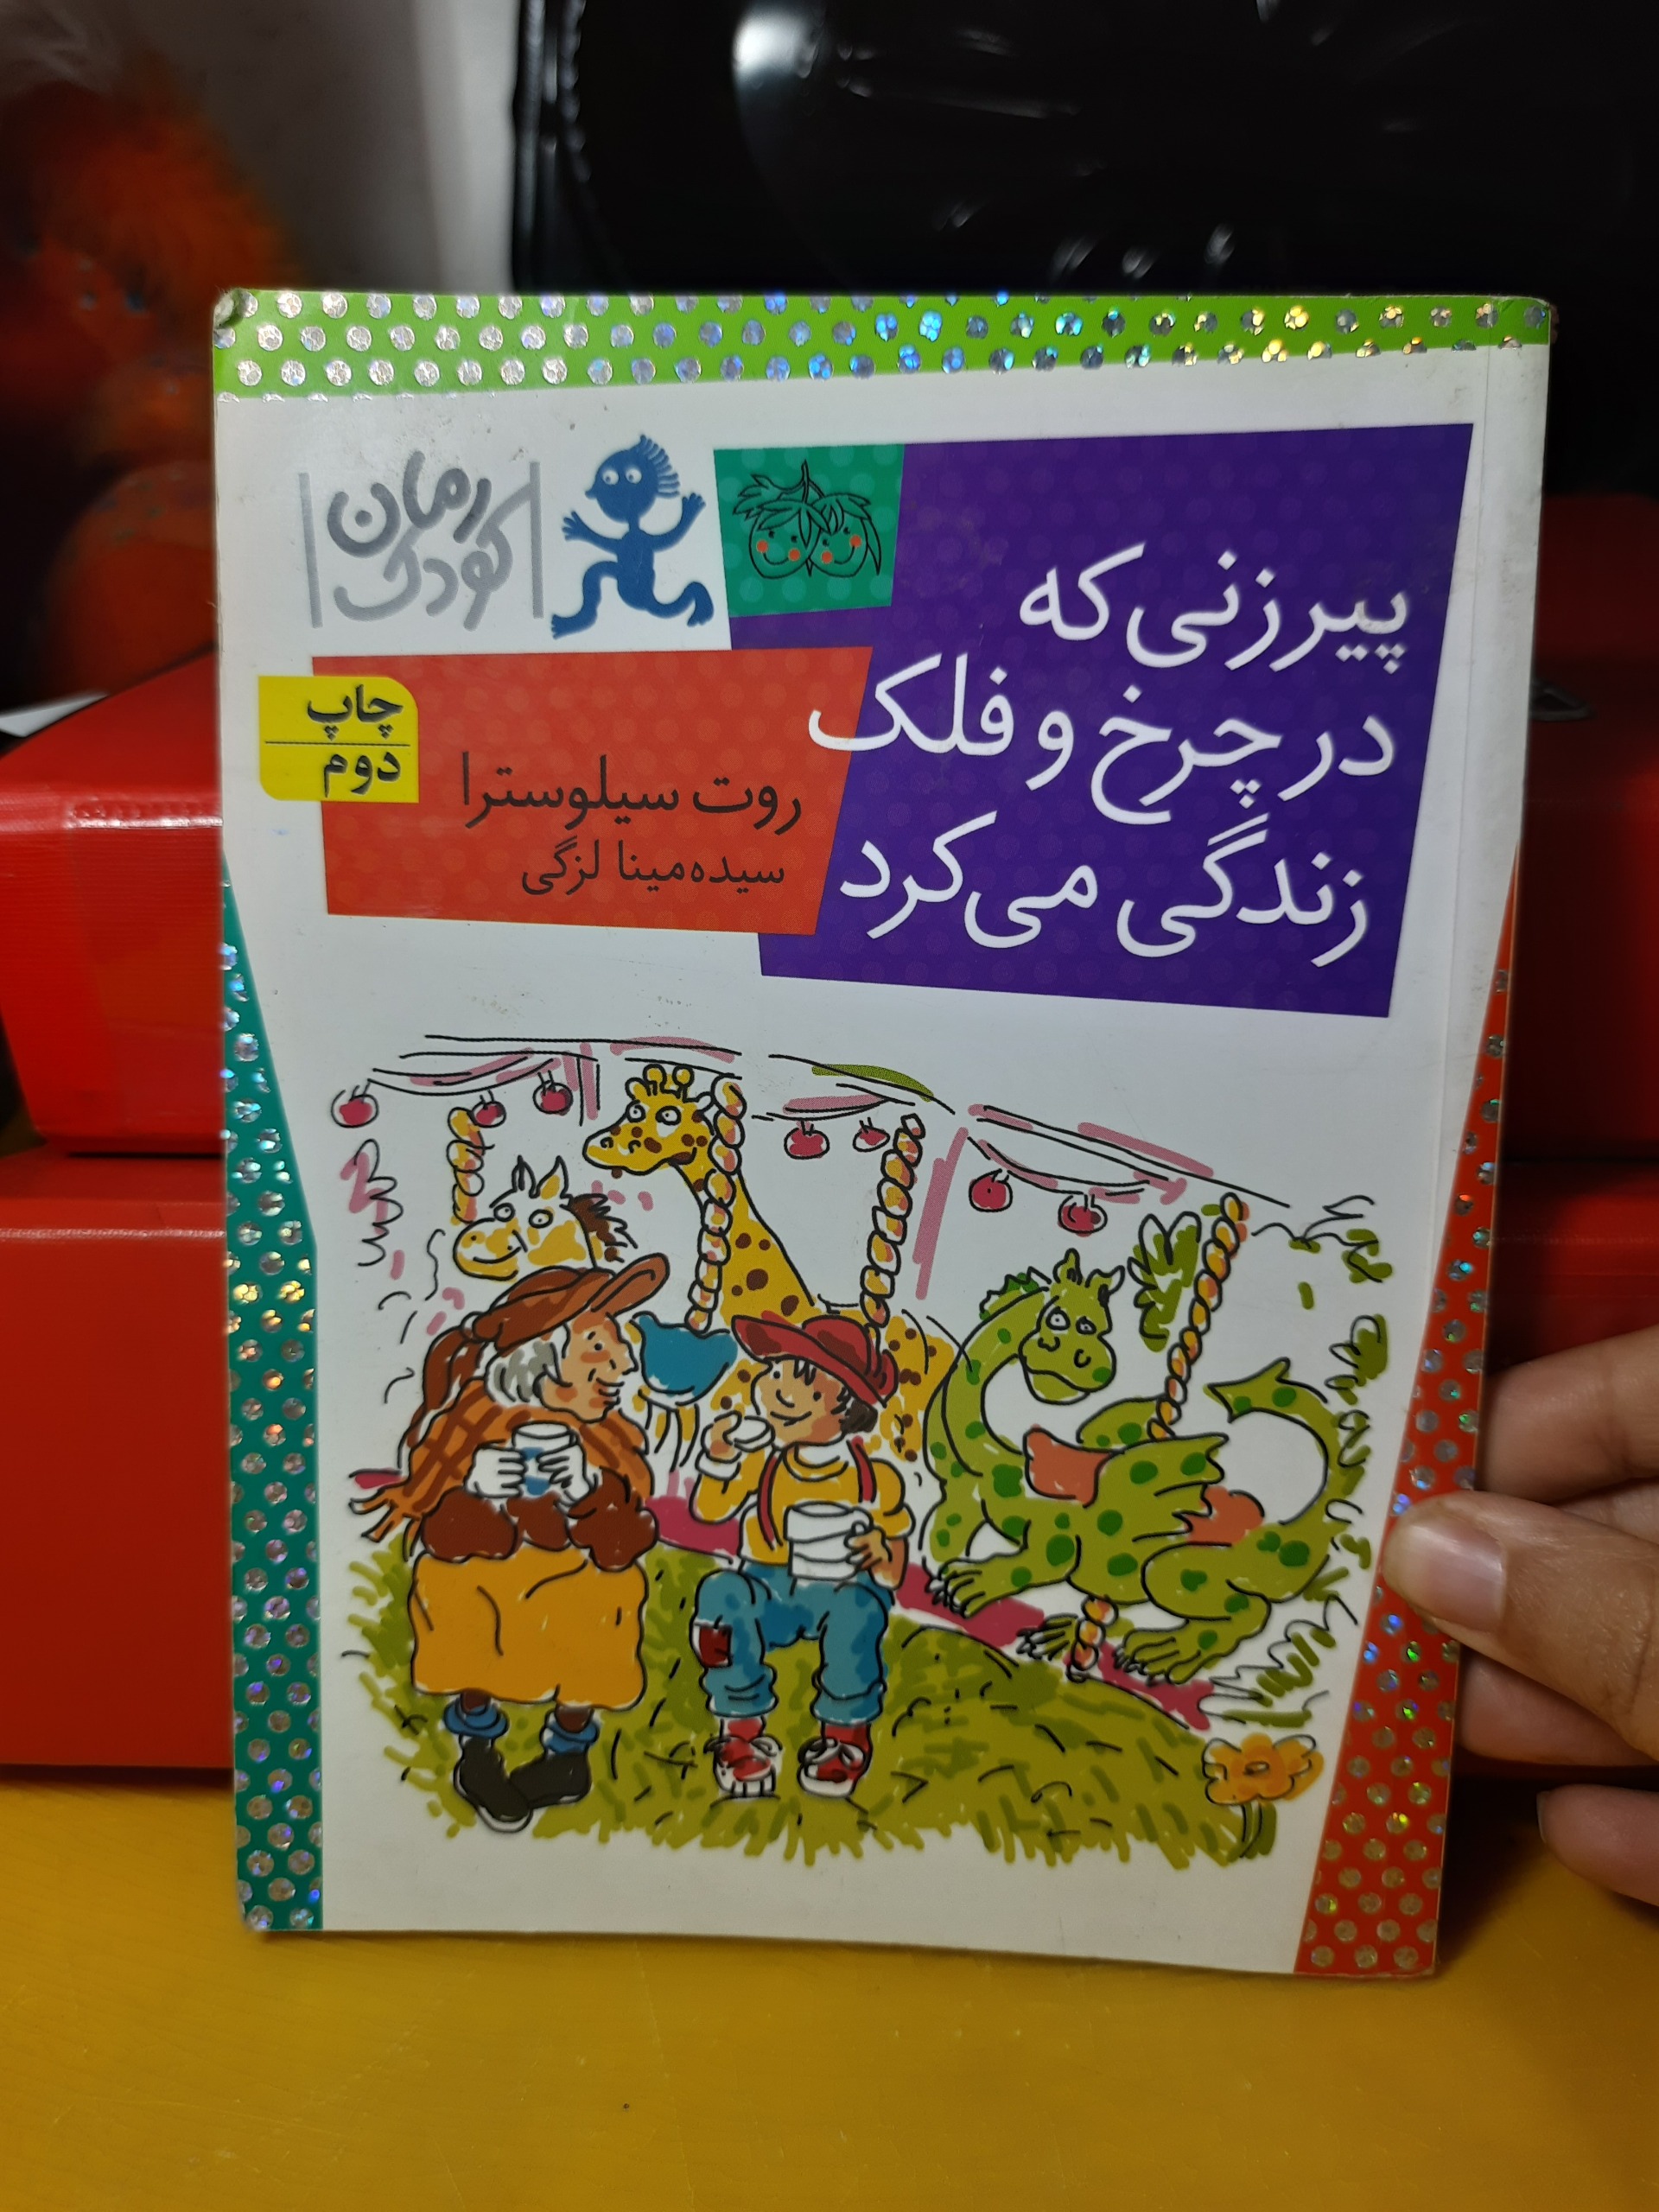 پیرزنی که
در چرخ و فلک
زندگی می‌کرد
رمان
کودک
روت سیلوسترا
سیده‌مینا لزگی
چاپ
دوم